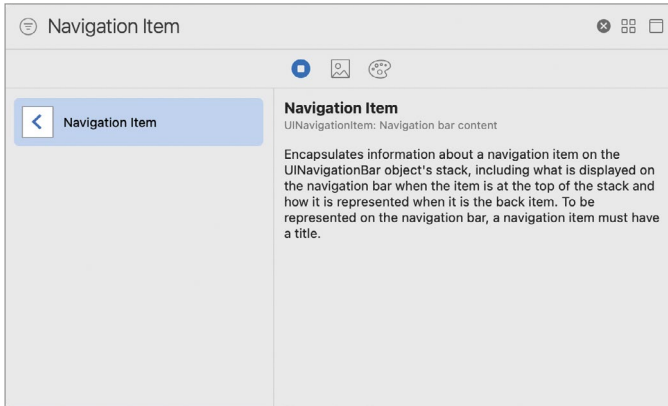 Navigation Item
Navigation Item
Navigation Item
UINavigationItem: Navigation bar content
Encapsulates information about a navigation item on the
UINavigationBar object's stack, including what is displayed on
the navigation bar when the item is at the top of the stack and
how it is represented when it is the back item. To be
represented on the navigation bar, a navigation item must have
a title.